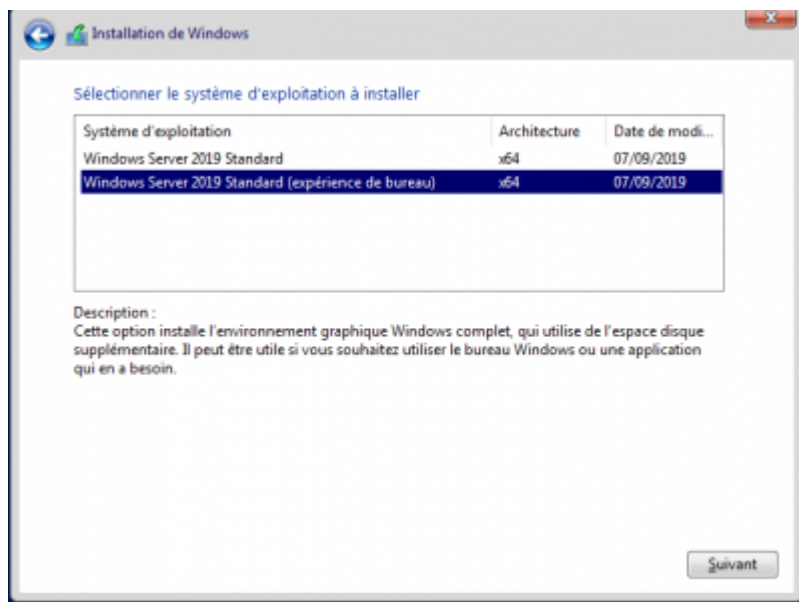 Installation de Windows
Sélectionner le système d'exploitation à installer
Système d'exploitation Architecture Date de modi...
Windows Server 2019 Standard x64 07/09/2019
Windows Server 2019 Standard (expérience de bureau) x64 07/09/2019
Description :
Cette option installe l'environnement graphique Windows complet, qui utilise de l'espace disque
supplémentaire. Il peut être utile si vous souhaitez utiliser le bureau Windows ou une application
qui en a besoin.
Suivant